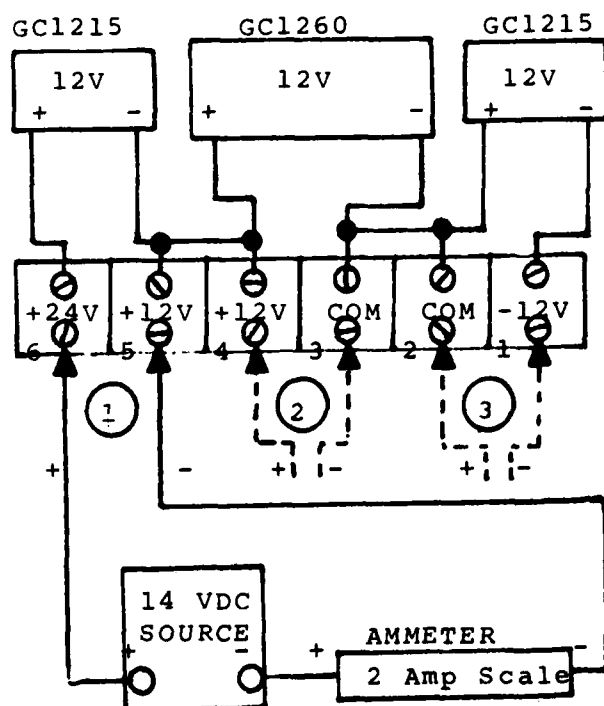 GC1215 GC1260 GC1215
12V 12V 12V
+ - + - + -
+24V +12V +12V COM COM -12V
6 5 4 3 2 1
1 2 3
+ - + - + -
14 VDC
SOURCE
+ -
AMMETER
+ -
2 Amp Scale